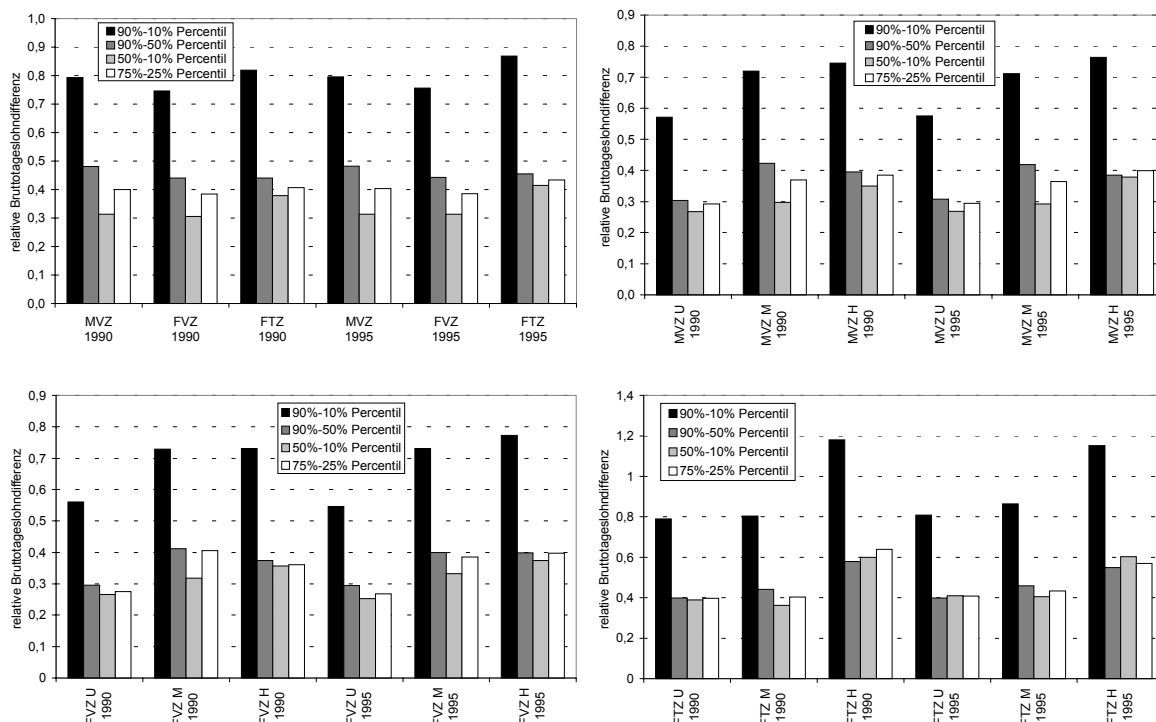 1,0
0,9
0,8
0,7
0,6
0,5
0,4
0,3
0,2
0,1
0,0
relative Bruttotageslohndifferenz
90%-10% Percentil
90%-50% Percentil
50%-10% Percentil
75%-25% Percentil
MVZ 1990
FVZ 1990
FTZ 1990
MVZ 1995
FVZ 1995
FTZ 1995
0,9
0,8
0,7
0,6
0,5
0,4
0,3
0,2
0,1
0,0
relative Bruttotageslohndifferenz
90%-10% Percentil
90%-50% Percentil
50%-10% Percentil
75%-25% Percentil
MVZ U 1990
MVZ M 1990
MVZ H 1990
MVZ U 1995
MVZ M 1995
MVZ H 1995
0,9
0,8
0,7
0,6
0,5
0,4
0,3
0,2
0,1
0
relative Bruttotageslohndifferenz
90%-10% Percentil
90%-50% Percentil
50%-10% Percentil
75%-25% Percentil
FVZ U 1990
FVZ M 1990
FVZ H 1990
FVZ U 1995
FVZ M 1995
FVZ H 1995
1,4
1,2
1
0,8
0,6
0,4
0,2
0
relative Bruttotageslohndifferenz
90%-10% Percentil
90%-50% Percentil
50%-10% Percentil
75%-25% Percentil
FTZ U 1990
FTZ M 1990
FTZ H 1990
FTZ U 1995
FTZ M 1995
FTZ H 1995